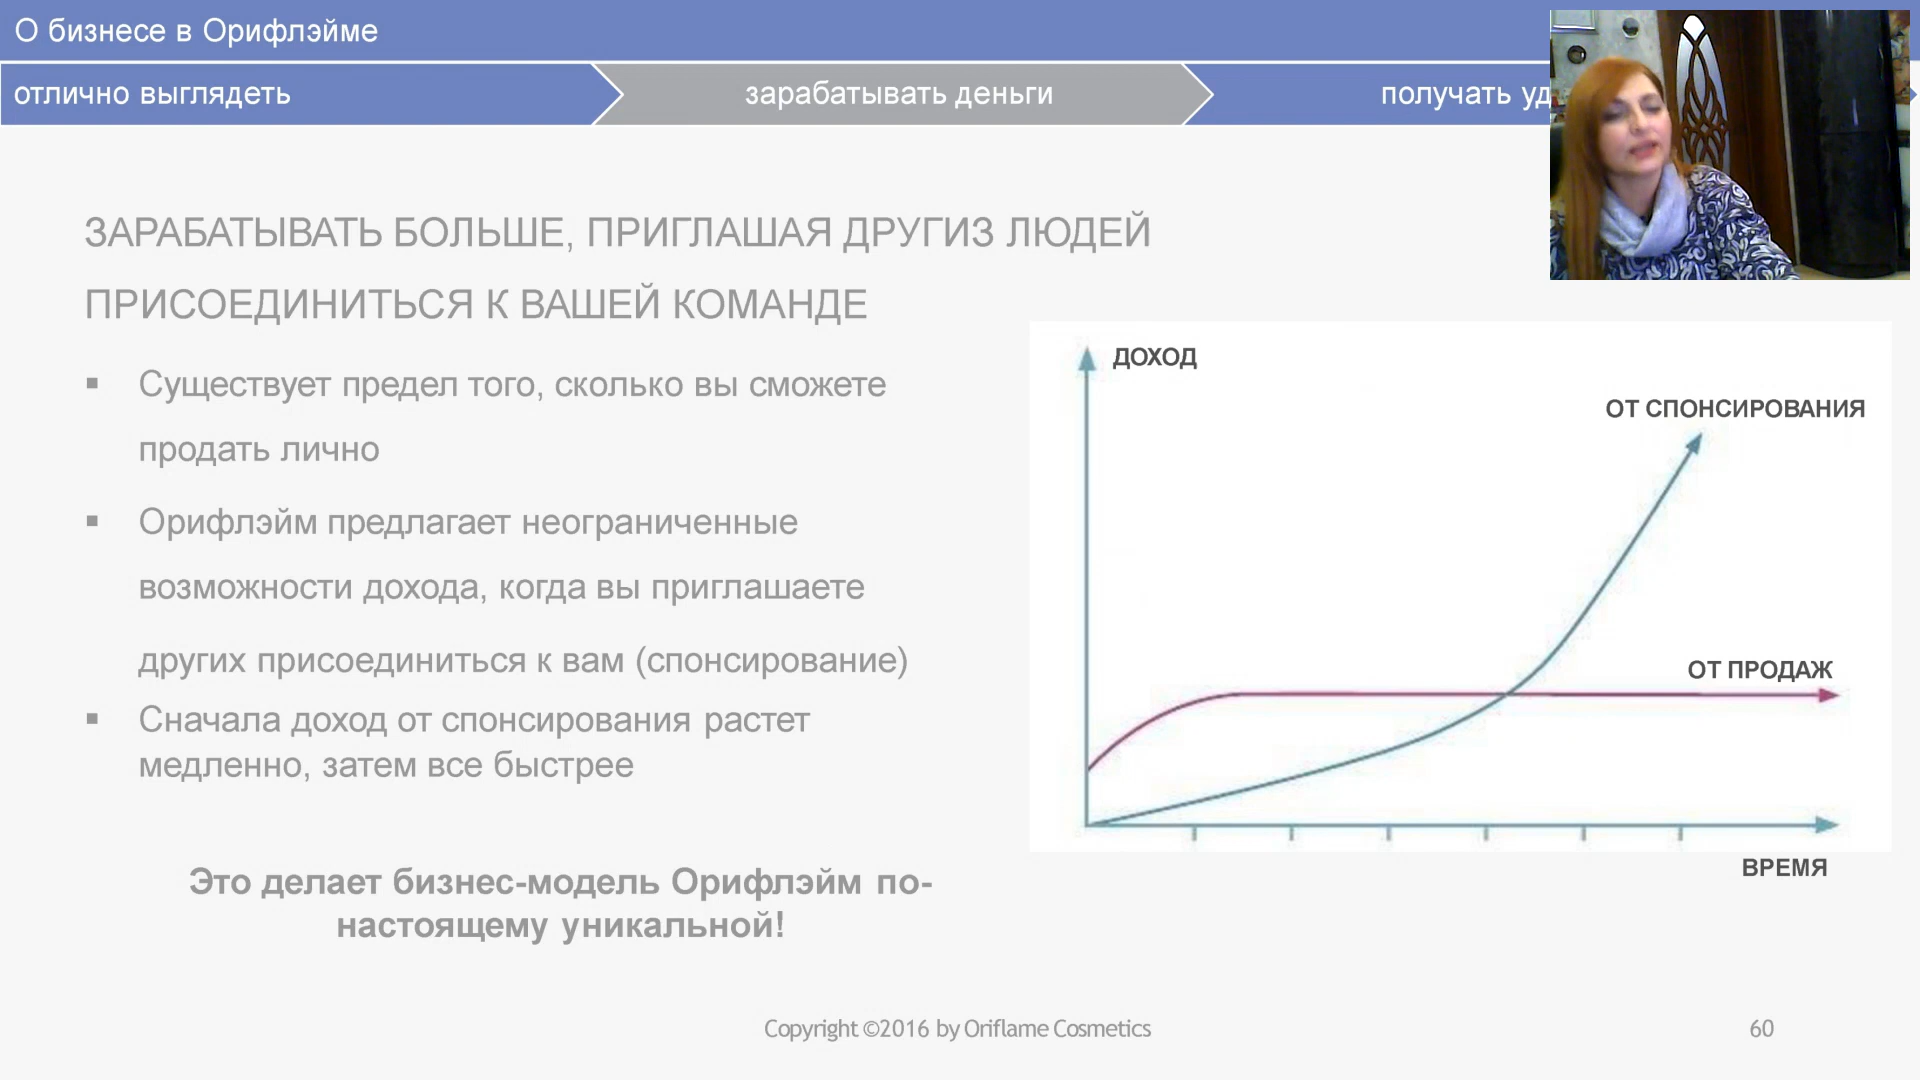 О бизнесе в Орифлэйме
отлично выглядеть
зарабатывать деньги
получать
ЗАРАБАТЫВАТЬ БОЛЬШЕ, ПРИГЛАШАЯ ДРУГИЗ ЛЮДЕЙ
ПРИСОЕДИНИТЬСЯ К ВАШЕЙ КОМАНДЕ
▪ Существует предел того, сколько вы сможете
продать лично
▪ Орифлэйм предлагает неограниченные
возможности дохода, когда вы приглашаете
других присоединиться к вам (спонсирование)
▪ Сначала доход от спонсирования растет
медленно, затем все быстрее
Это делает бизнес-модель Орифлэйм по-
настоящему уникальной!
ДОХОД
ОТ СПОНСИРОВАНИЯ
ОТ ПРОДАЖ
ВРЕМЯ
Copyright ©2016 by Oriflame Cosmetics
60